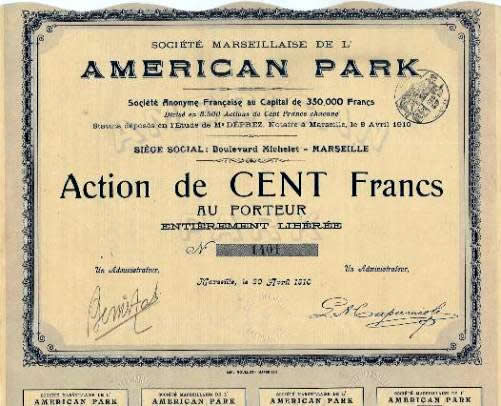 SOCIÉTÉ MARSEILLAISE DE L'
AMERICAN PARK
Société Anonyme Française au Capital de 350,000 Francs
Divisé en 3.500 Actions de Cent Francs chacune
Statuts déposés en l'Étude de Me DÉPREZ, Notaire à Marseille, le 8 Avril 1910
SIÈGE SOCIAL: Boulevard Michelet - MARSEILLE
Action de CENT Francs
AU PORTEUR
ENTIÈREMENT LIBÉRÉE
No 1401
Un Administrateur,
Un Administrateur,
Marseille, le 30 Avril 1910
SOCIÉTÉ MARSEILLAISE DE L'
AMERICAN PARK
SOCIÉTÉ MARSEILLAISE DE L'
AMERICAN PARK
SOCIÉTÉ MARSEILLAISE DE L'
AMERICAN PARK
SOCIÉTÉ MARSEILLAISE DE L'
AMERICAN PARK